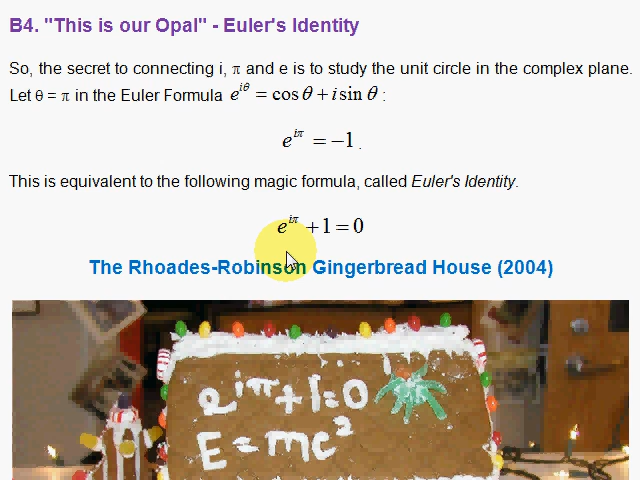 B4. "This is our Opal" - Euler's Identity
So, the secret to connecting i, π and e is to study the unit circle in the complex plane.
Let θ = π in the Euler Formula e^{iθ} = cos θ + i sin θ :
e^{iπ} = −1 .
This is equivalent to the following magic formula, called Euler's Identity.
e^{iπ} + 1 = 0
The Rhoades-Robinson Gingerbread House (2004)
e^{iπ}+1=0
E=mc²